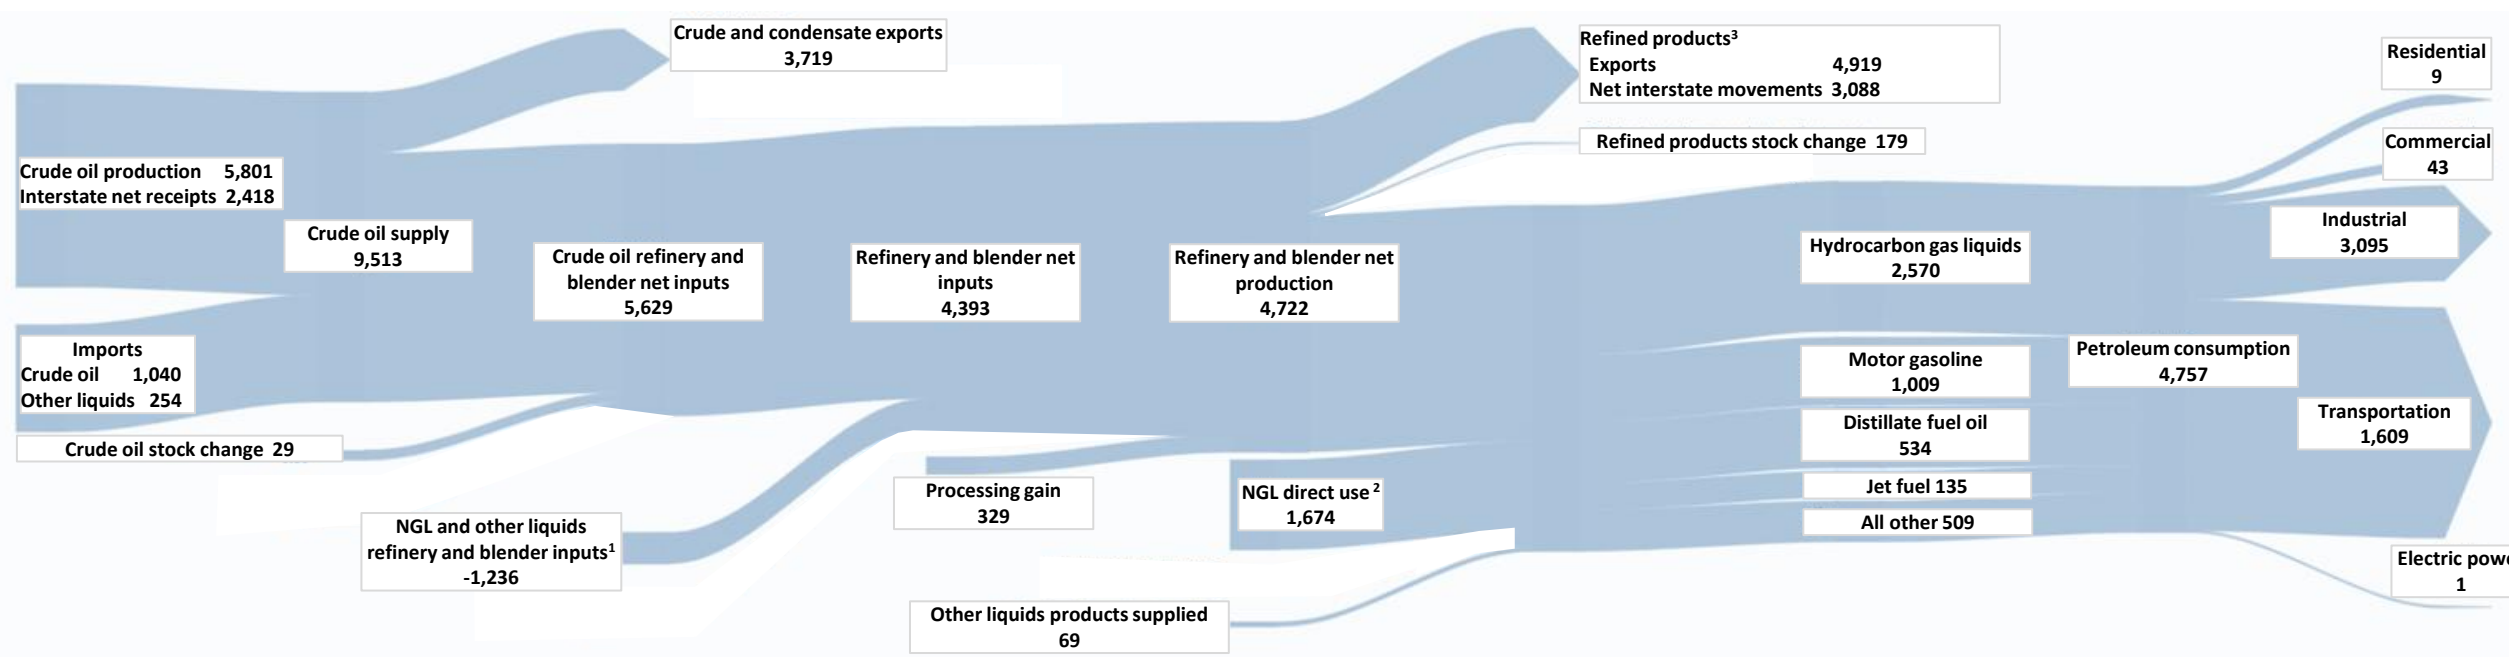 Crude and condensate exports
3,719
Refined products³
Exports 4,919
Net interstate movements 3,088
Residential
9
Refined products stock change 179
Commercial
43
Crude oil production 5,801
Interstate net receipts 2,418
Crude oil supply
9,513
Crude oil refinery and
blender net inputs
5,629
Refinery and blender net
inputs
4,393
Refinery and blender net
production
4,722
Hydrocarbon gas liquids
2,570
Industrial
3,095
Imports
Crude oil 1,040
Other liquids 254
Motor gasoline
1,009
Petroleum consumption
4,757
Distillate fuel oil
534
Transportation
1,609
Crude oil stock change 29
Processing gain
329
NGL direct use ²
1,674
Jet fuel 135
All other 509
NGL and other liquids
refinery and blender inputs¹
-1,236
Electric powe
1
Other liquids products supplied
69